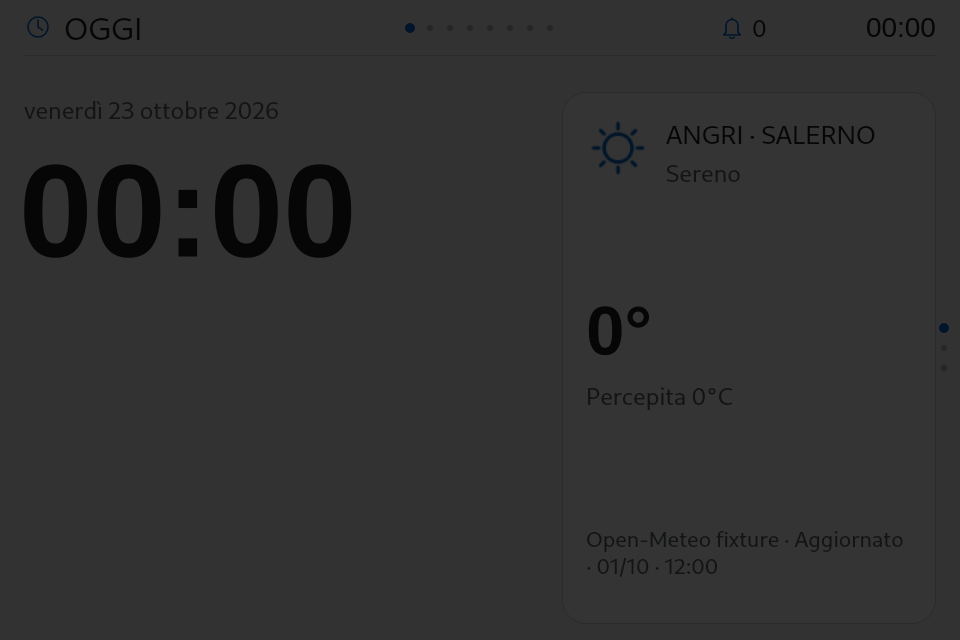 OGGI
0
00:00
venerdì 23 ottobre 2026
00:00
ANGRI · SALERNO
Sereno
0°
Percepita 0°C
Open-Meteo fixture · Aggiornato
· 01/10 · 12:00